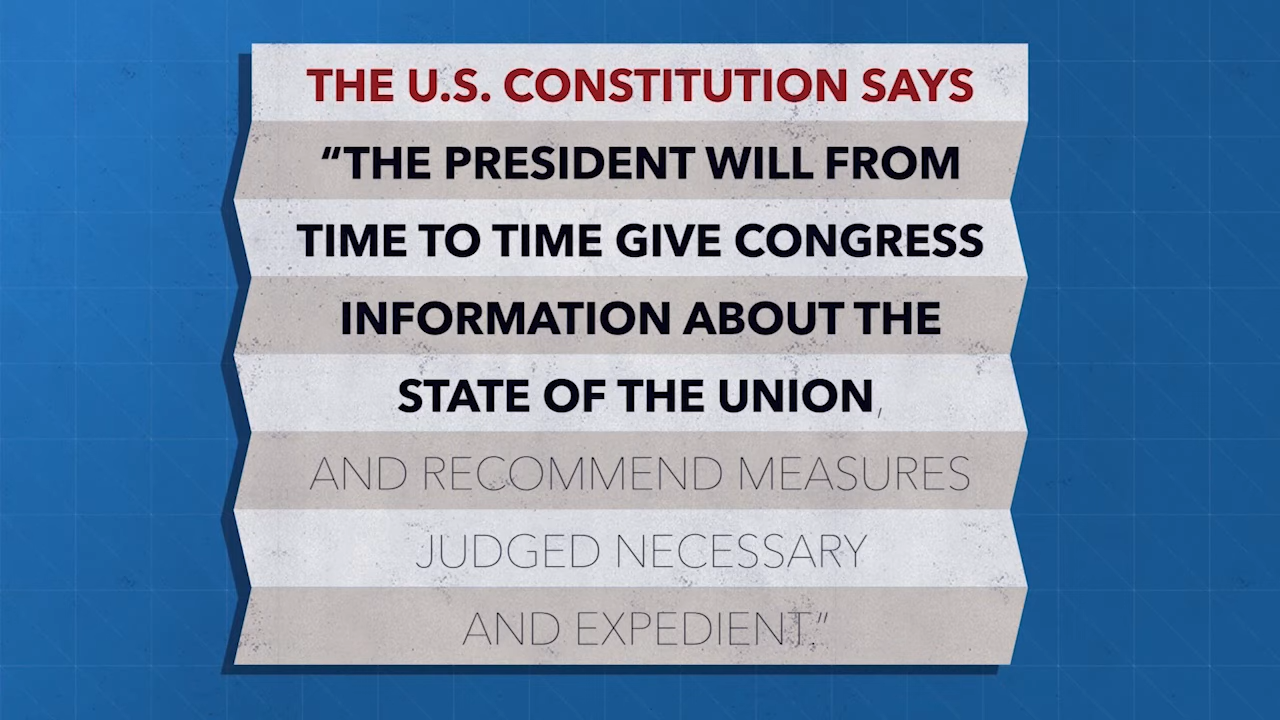 THE U.S. CONSTITUTION SAYS
“THE PRESIDENT WILL FROM
TIME TO TIME GIVE CONGRESS
INFORMATION ABOUT THE
STATE OF THE UNION,
AND RECOMMEND MEASURES
JUDGED NECESSARY
AND EXPEDIENT.”